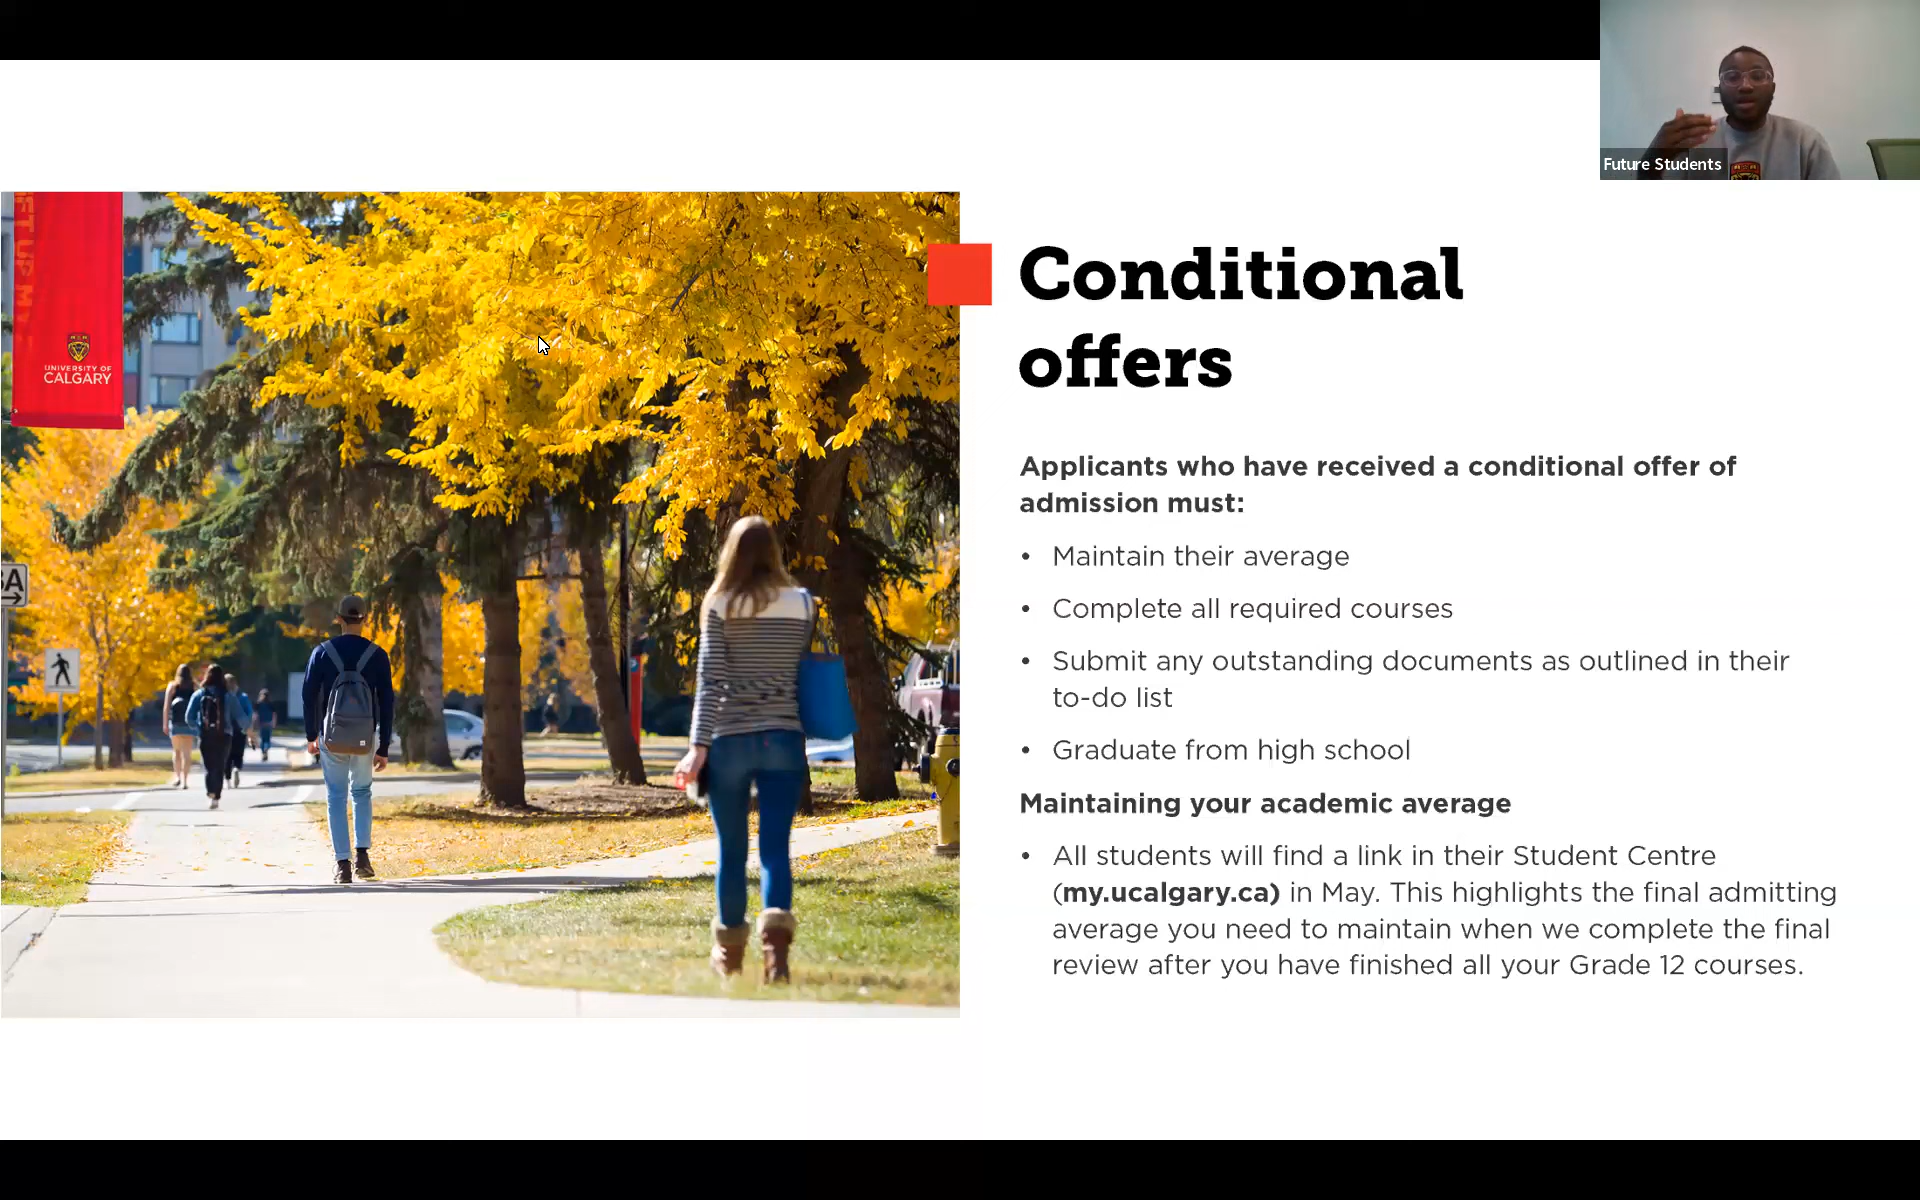 Future Students
UNIVERSITY OF
CALGARY
Conditional
offers
Applicants who have received a conditional offer of
admission must:
• Maintain their average
• Complete all required courses
• Submit any outstanding documents as outlined in their
to-do list
• Graduate from high school
Maintaining your academic average
• All students will find a link in their Student Centre
(my.ucalgary.ca) in May. This highlights the final admitting
average you need to maintain when we complete the final
review after you have finished all your Grade 12 courses.